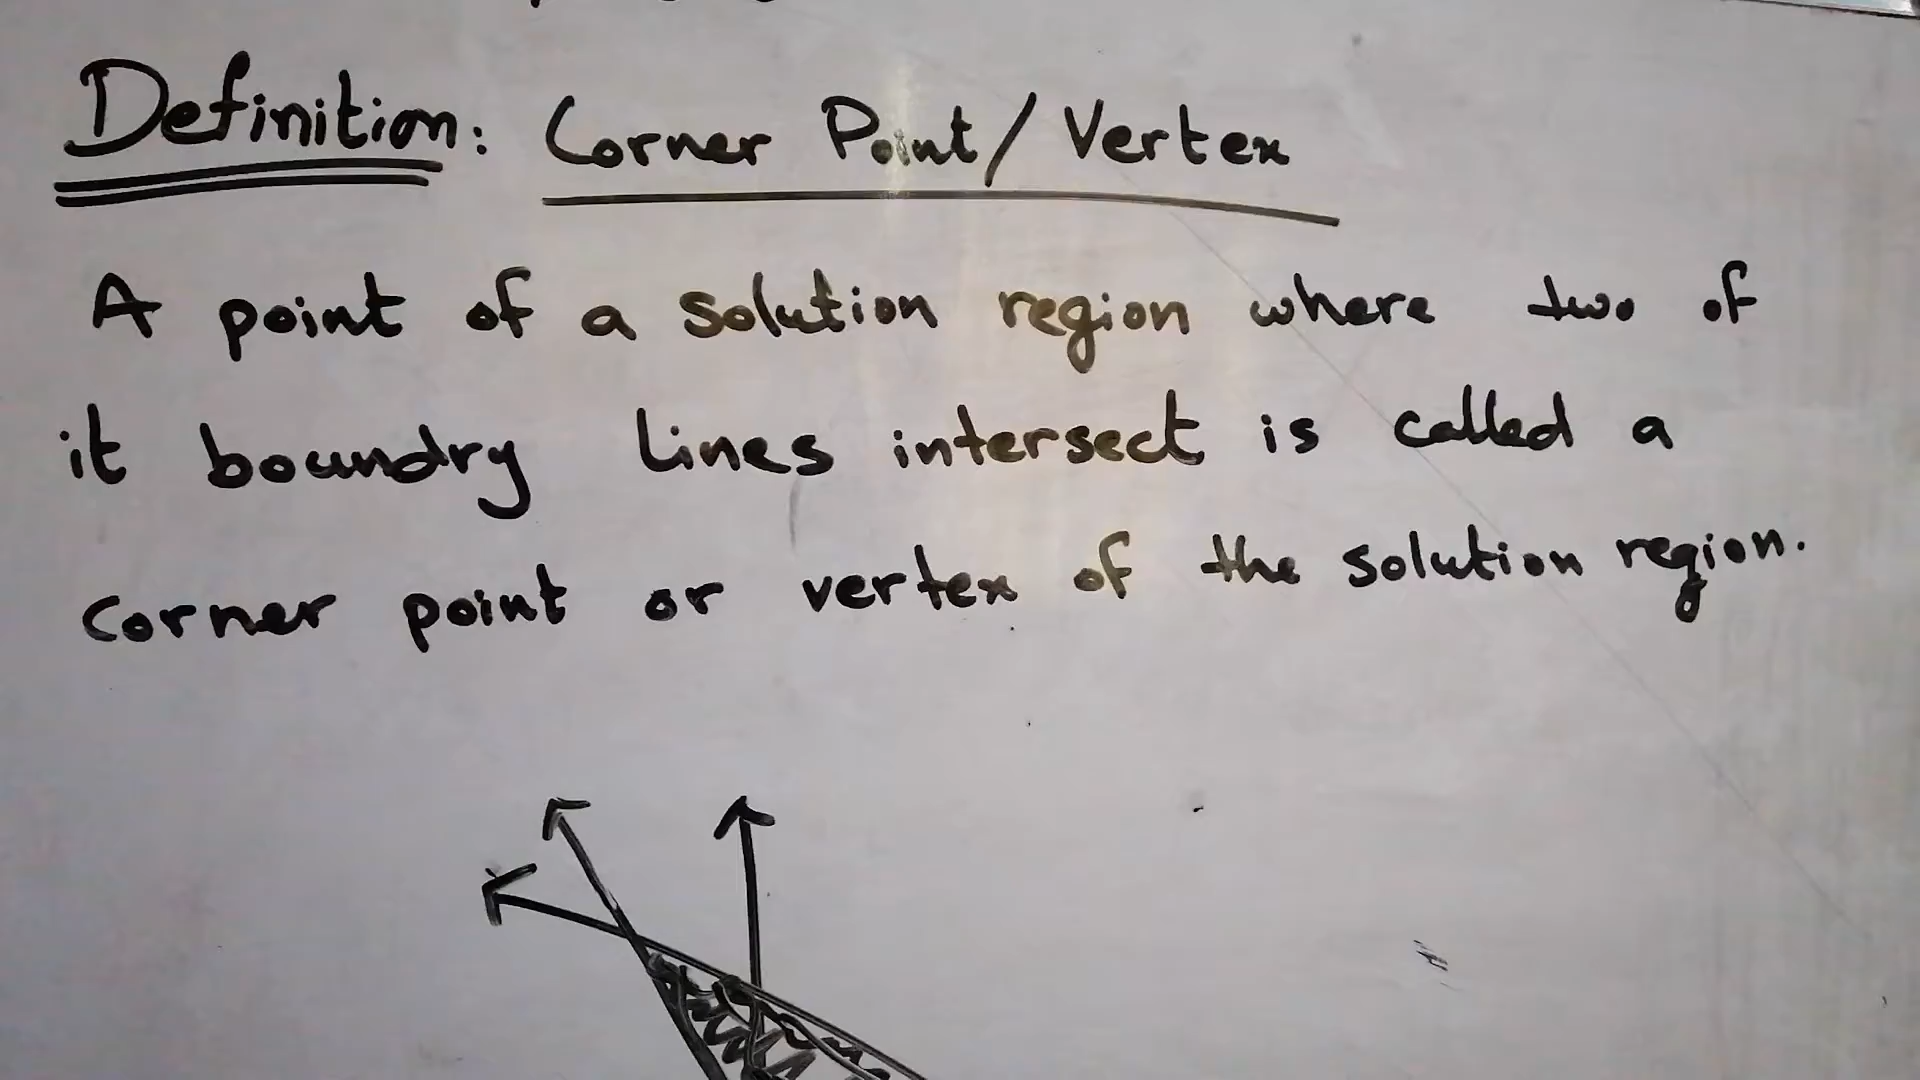 Definition: Corner Point/Vertex
A point of a solution region where two of
it boundry lines intersect is called a
corner point or vertex of the solution region.